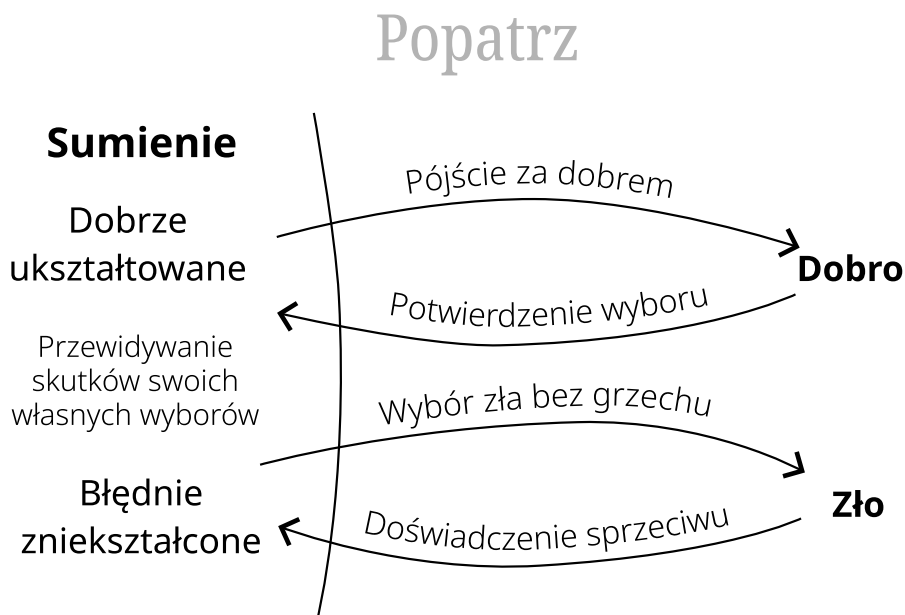 Popatrz
Sumienie
Dobrze
ukształtowane
Przewidywanie
skutków swoich
własnych wyborów
Błędnie
zniekształcone
Pójście za dobrem
Potwierdzenie wyboru
Wybór zła bez grzechu
Doświadczenie sprzeciwu
Dobro
Zło